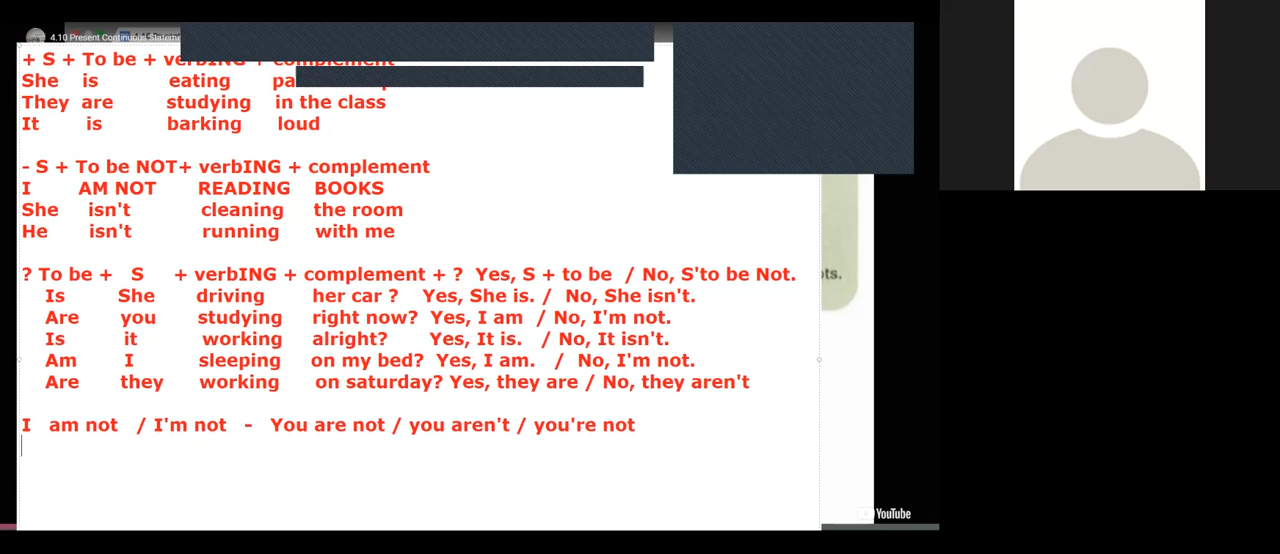 4.10 Present Continuous Stateme
+ S + To be + verbING + complement
She is eating pa
They are studying in the class
It is barking loud
- S + To be NOT+ verbING + complement
I AM NOT READING BOOKS
She isn't cleaning the room
He isn't running with me
? To be + S + verbING + complement + ? Yes, S + to be / No, S'to be Not.
Is She driving her car ? Yes, She is. / No, She isn't.
Are you studying right now? Yes, I am / No, I'm not.
Is it working alright? Yes, It is. / No, It isn't.
Am I sleeping on my bed? Yes, I am. / No, I'm not.
Are they working on saturday? Yes, they are / No, they aren't
I am not / I'm not - You are not / you aren't / you're not
ts.
YouTube